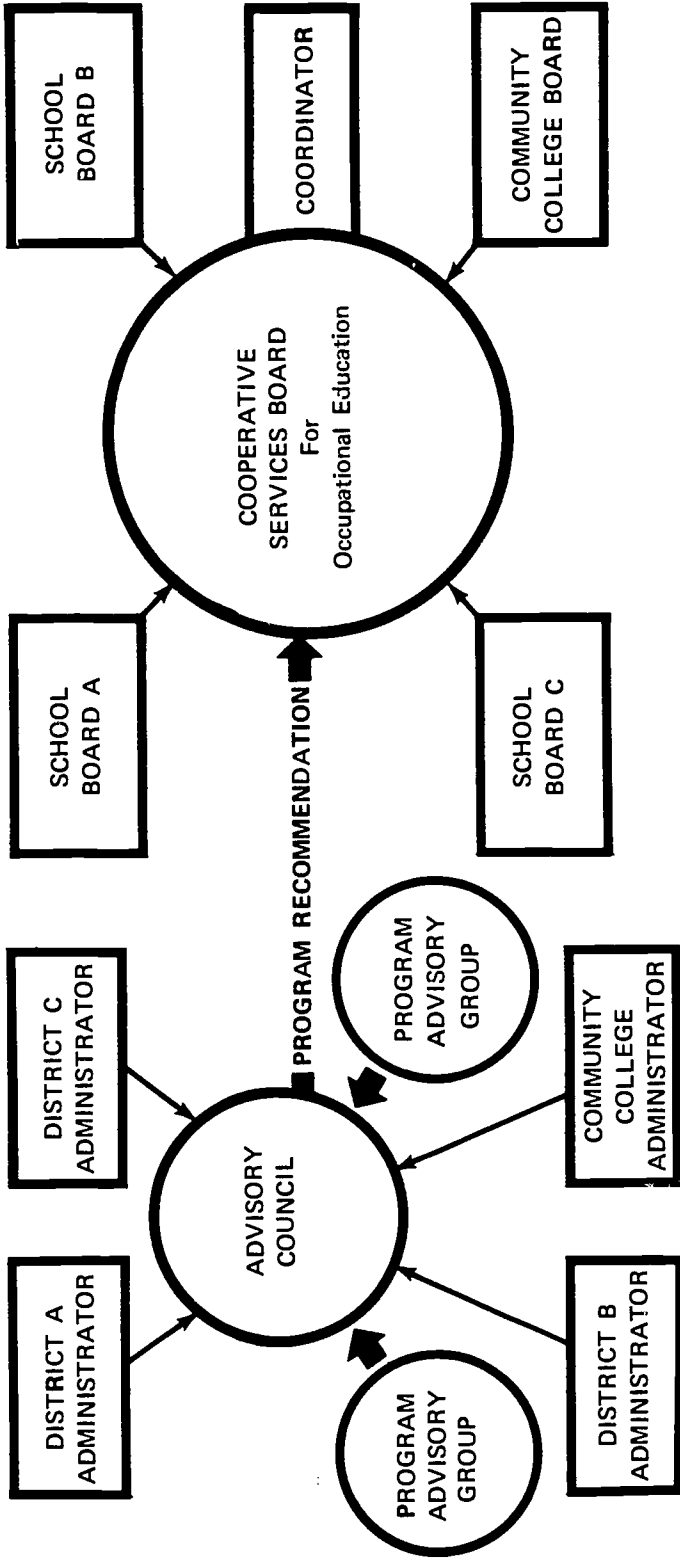 DISTRICT A
ADMINISTRATOR
DISTRICT C
ADMINISTRATOR
SCHOOL
BOARD A
SCHOOL
BOARD B
ADVISORY
COUNCIL
PROGRAM RECOMMENDATION
COOPERATIVE
SERVICES BOARD
For
Occupational Education
COORDINATOR
PROGRAM
ADVISORY
GROUP
PROGRAM
ADVISORY
GROUP
DISTRICT B
ADMINISTRATOR
COMMUNITY
COLLEGE
ADMINISTRATOR
SCHOOL
BOARD C
COMMUNITY
COLLEGE BOARD